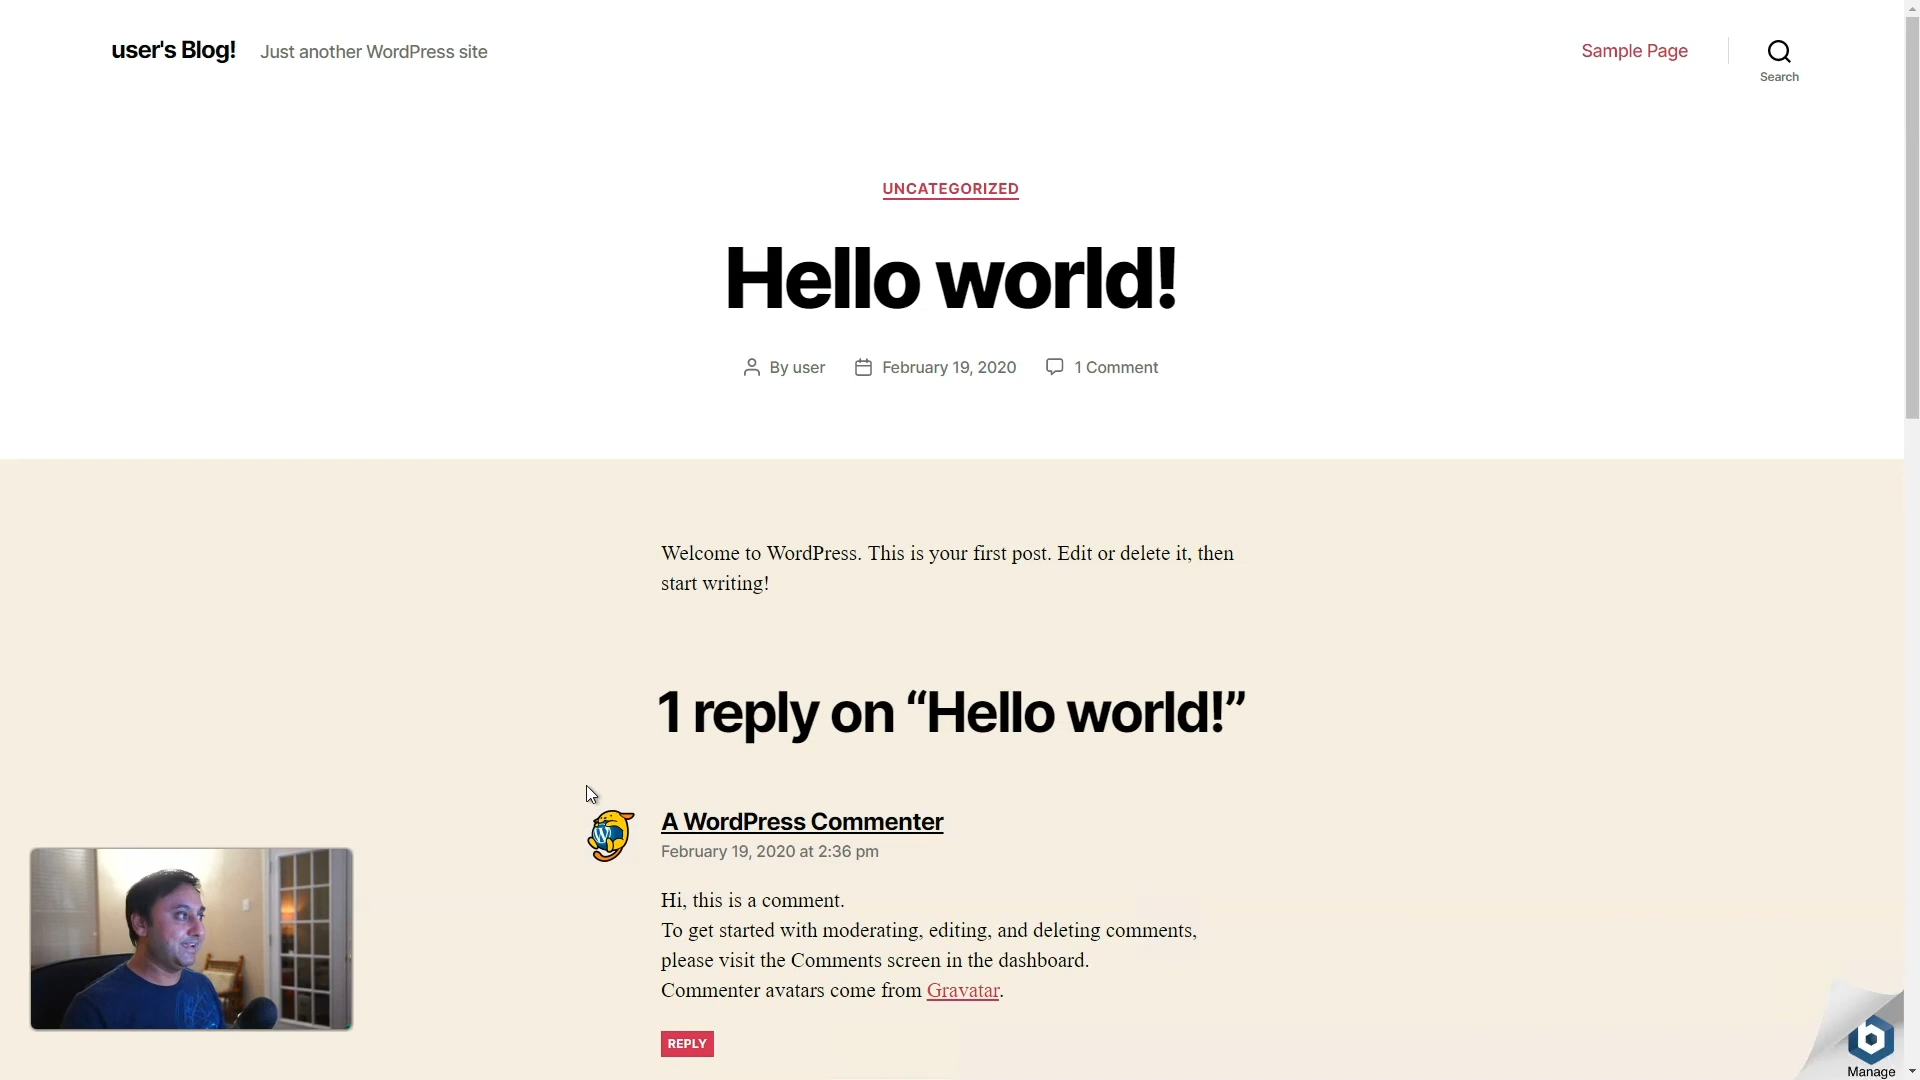 user's Blog!
Just another WordPress site
Sample Page
Search
UNCATEGORIZED
Hello world!
By user
February 19, 2020
1 Comment
Welcome to WordPress. This is your first post. Edit or delete it, then
start writing!
1 reply on “Hello world!”
A WordPress Commenter
February 19, 2020 at 2:36 pm
Hi, this is a comment.
To get started with moderating, editing, and deleting comments,
please visit the Comments screen in the dashboard.
Commenter avatars come from Gravatar.
REPLY
b
Manage